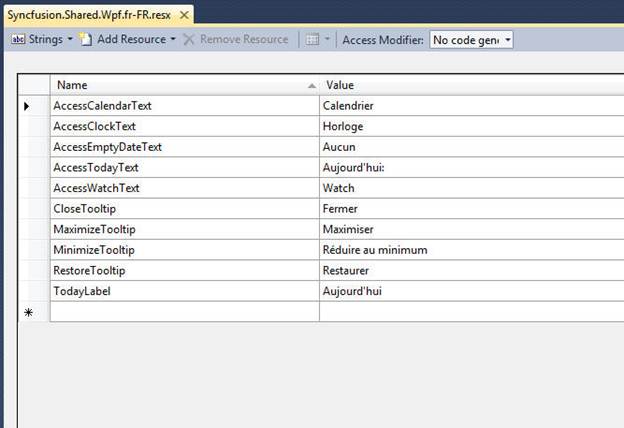 Syncfusion.Shared.Wpf.fr-FR.resx
abc Strings Add Resource Remove Resource Access Modifier: No code gen
Name Value
AccessCalendarText Calendrier
AccessClockText Horloge
AccessEmptyDateText Aucun
AccessTodayText Aujourd'hui:
AccessWatchText Watch
CloseTooltip Fermer
MaximizeTooltip Maximiser
MinimizeTooltip Réduire au minimum
RestoreTooltip Restaurer
TodayLabel Aujourd'hui